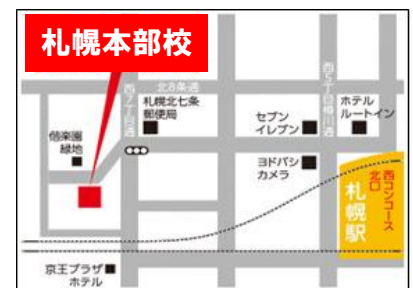 札幌本部校
北8条通
西7丁目通
西5丁目樽川通
札幌北七条
郵便局
セブン
イレブン
ホテル
ルートイン
偕楽園
緑地
ヨドバシ
カメラ
西コンコース
北口
札幌駅
京王プラザ
ホテル